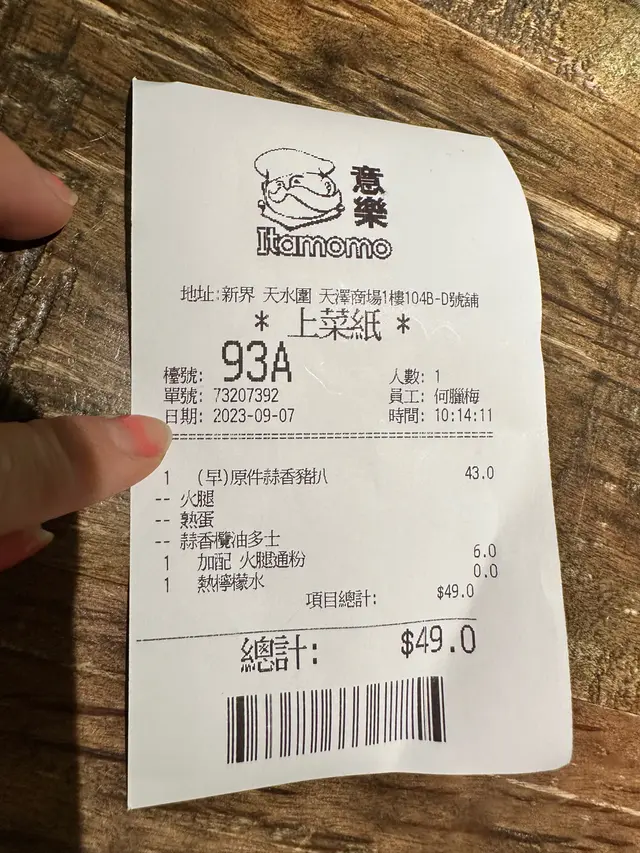 意樂
Itamomo
地址:新界 天水圍 天澤商場1樓104B-D號舖
* 上菜紙 *
檯號: 93A 人數: 1
單號: 73207392 員工: 何臘梅
日期: 2023-09-07 時間: 10:14:11
1 (早)原件蒜香豬扒 43.0
-- 火腿
-- 熟蛋
-- 蒜香欖油多士
1 加配 火腿通粉 6.0
1 熱檸檬水 0.0
項目總計: $49.0
總計: $49.0